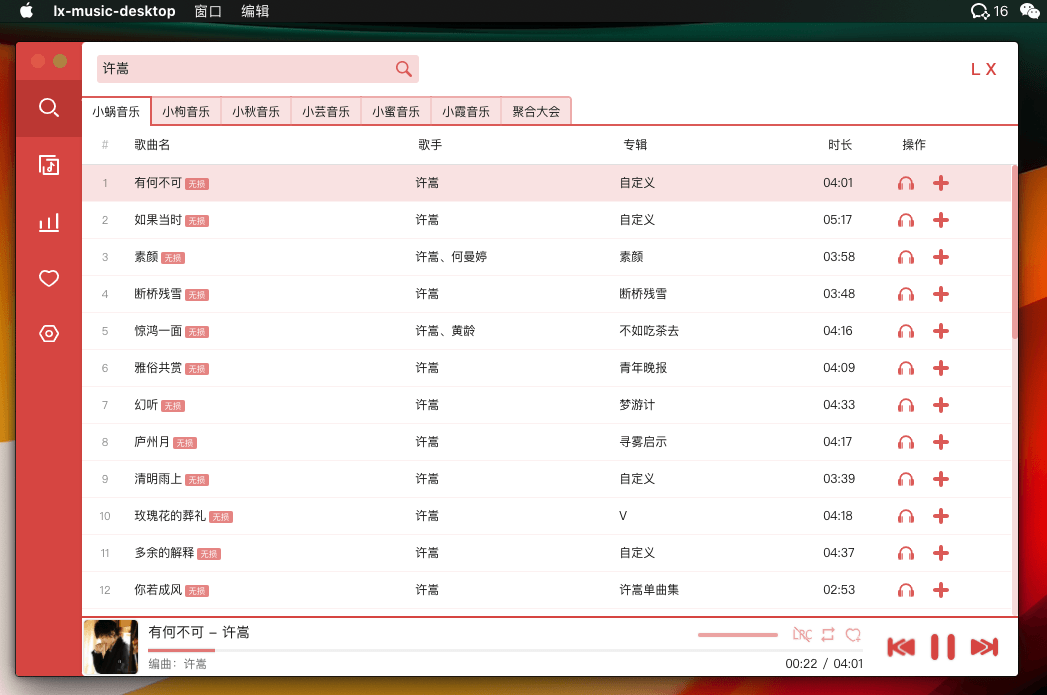 lx-music-desktop 窗口 编辑 16
许嵩 L X
小蜗音乐 小枸音乐 小秋音乐 小芸音乐 小蜜音乐 小霞音乐 聚合大会
# 歌曲名 歌手 专辑 时长 操作
1 有何不可 无损 许嵩 自定义 04:01
2 如果当时 无损 许嵩 自定义 05:17
3 素颜 无损 许嵩、何曼婷 素颜 03:58
4 断桥残雪 无损 许嵩 断桥残雪 03:48
5 惊鸿一面 无损 许嵩、黄龄 不如吃茶去 04:16
6 雅俗共赏 无损 许嵩 青年晚报 04:09
7 幻听 无损 许嵩 梦游计 04:33
8 庐州月 无损 许嵩 寻雾启示 04:17
9 清明雨上 无损 许嵩 自定义 03:39
10 玫瑰花的葬礼 无损 许嵩 V 04:18
11 多余的解释 无损 许嵩 自定义 04:37
12 你若成风 无损 许嵩 许嵩单曲集 02:53
有何不可 – 许嵩 LRC
编曲：许嵩 00:22 / 04:01